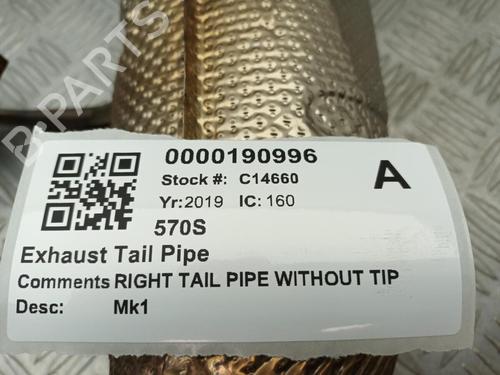 0000190996
A
Stock #: C14660
Yr: 2019 IC: 160
570S
Exhaust Tail Pipe
Comments RIGHT TAIL PIPE WITHOUT TIP
Desc: Mk1
B-PARTS